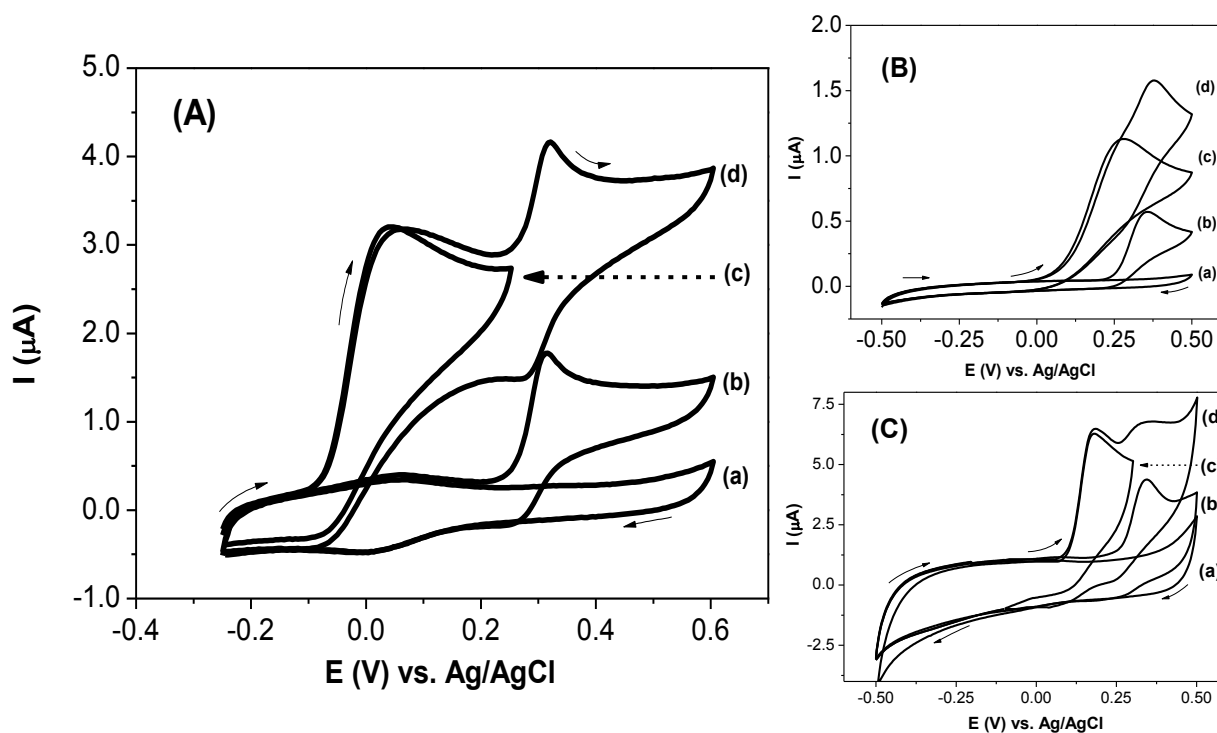 (A)
5.0
4.0
3.0
2.0
1.0
0.0
-1.0
I (µA)
-0.4 -0.2 0.0 0.2 0.4 0.6
E (V) vs. Ag/AgCl
(d)
(c)
(b)
(a)
(B)
2.0
1.5
1.0
0.5
0.0
I (µA)
-0.50 -0.25 0.00 0.25 0.50
E (V) vs. Ag/AgCl
(d)
(c)
(b)
(a)
(C)
7.5
5.0
2.5
0.0
-2.5
I (µA)
-0.50 -0.25 0.00 0.25 0.50
E (V) vs. Ag/AgCl
(d
(c
(b
(a)